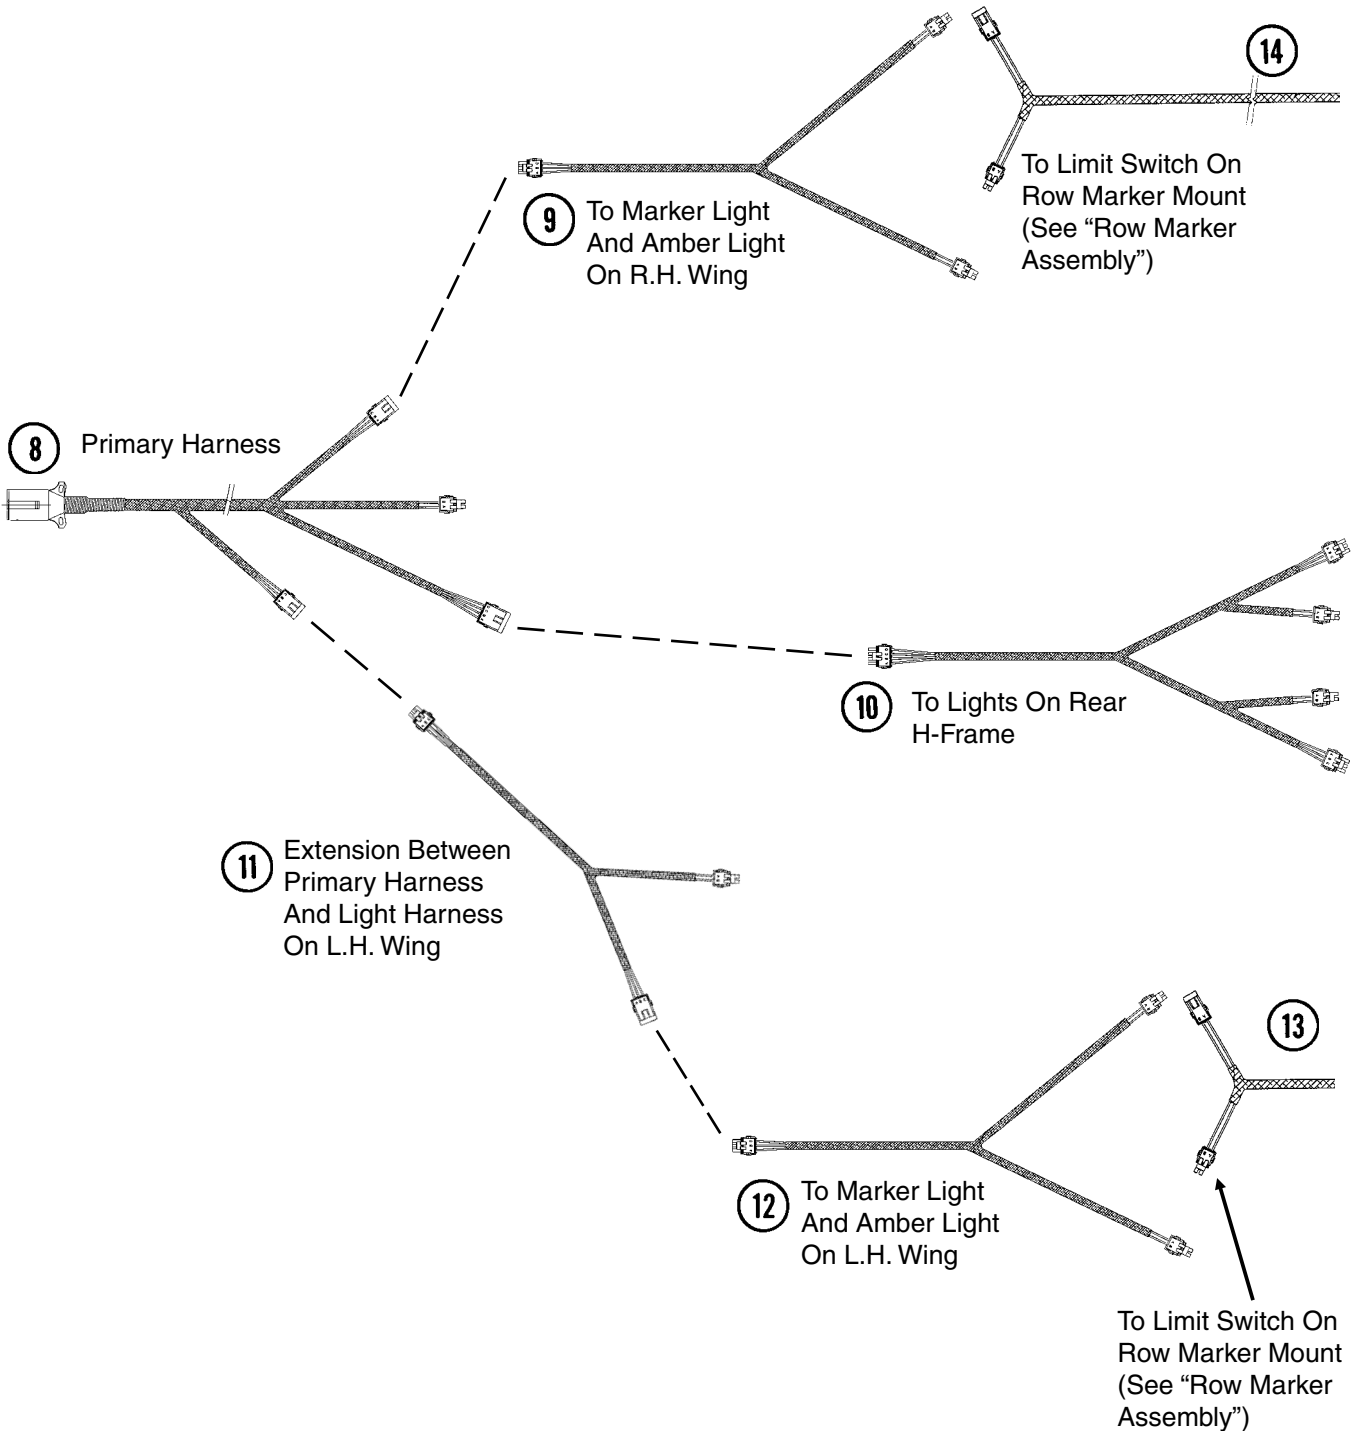 14
To Limit Switch On
Row Marker Mount
(See “Row Marker
Assembly”)
9
To Marker Light
And Amber Light
On R.H. Wing
8
Primary Harness
10
To Lights On Rear
H-Frame
11
Extension Between
Primary Harness
And Light Harness
On L.H. Wing
13
12
To Marker Light
And Amber Light
On L.H. Wing
To Limit Switch On
Row Marker Mount
(See “Row Marker
Assembly”)